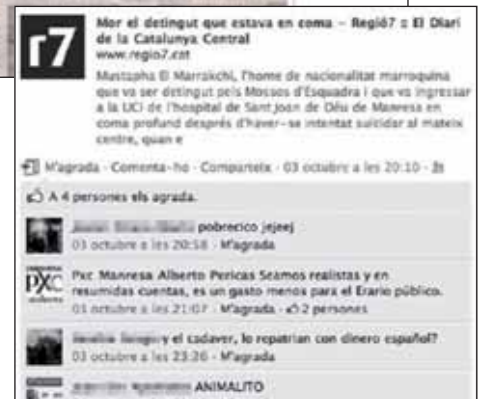 r7
Mor el detingut que estava en coma - Regió7 :: El Diari
de la Catalunya Central
www.regio7.cat
Mustapha El Marrakchi, l'home de nacionalitat marroquina
que va ser detingut pels Mossos d'Esquadra i que va ingressar
a la UCI de l'hospital de Sant Joan de Déu de Manresa en
coma profund després d'haver-se intentat suicidar al mateix
centre, quan e
M'agrada · Comenta-ho · Comparteix · 03 octubre a les 20:10
A 4 persones els agrada.
pobrecico jejeej
03 octubre a les 20:58 · M'agrada
PxC
Pxc Manresa Alberto Pericas Seamos realistas y en
resumidas cuentas, es un gasto menos para el Erario público.
03 octubre a les 21:07 · M'agrada · 2 persones
y el cadaver, lo repatrian con dinero español?
03 octubre a les 23:26 · M'agrada
ANIMALITO